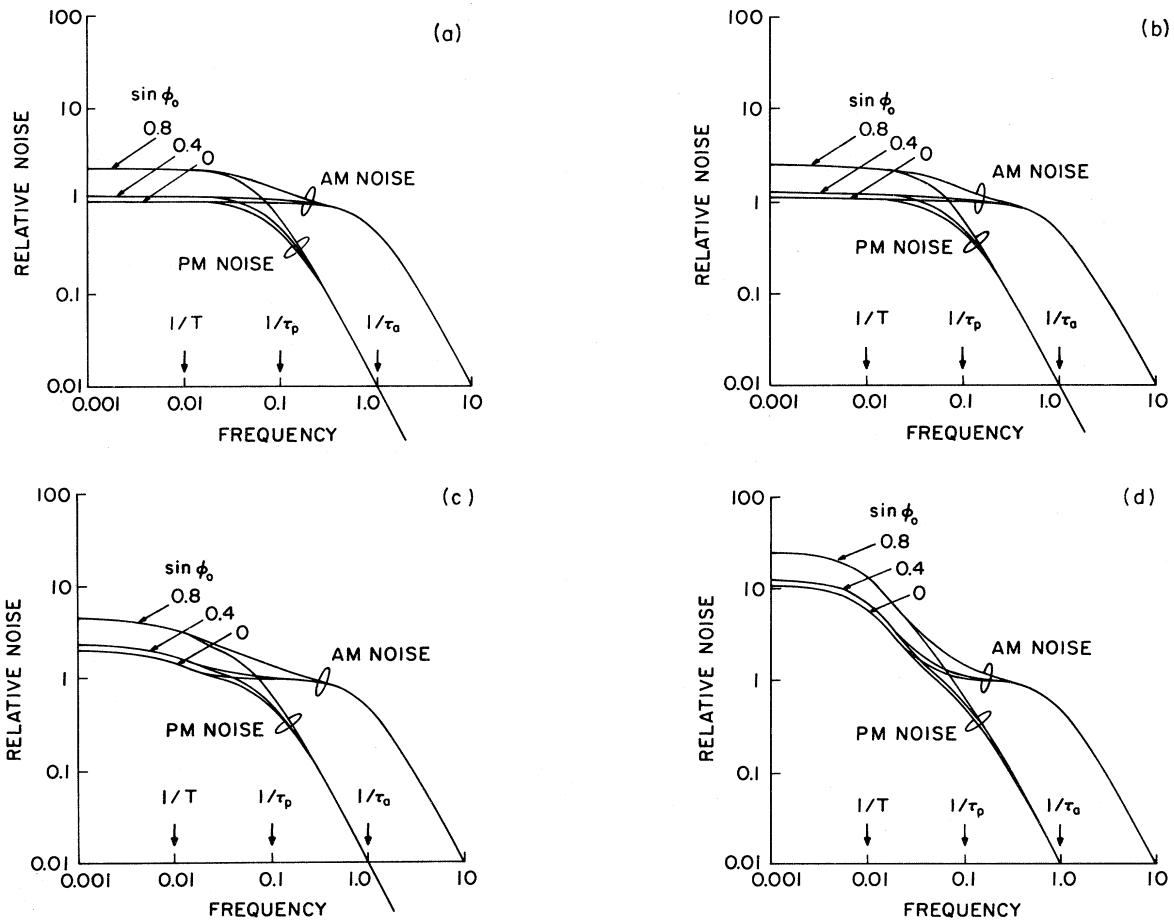 (a)
100
10
1
0.1
0.01
RELATIVE NOISE
sin ϕₒ
0.8
0.4
0
AM NOISE
PM NOISE
1/T
1/τₚ
1/τₐ
0.001
0.01
0.1
1.0
10
FREQUENCY
(b)
100
10
1
0.1
0.01
RELATIVE NOISE
sin ϕₒ
0.8
0.4
0
AM NOISE
PM NOISE
1/T
1/τₚ
1/τₐ
0.001
0.01
0.1
1.0
10
FREQUENCY
(c)
100
10
1
0.1
0.01
RELATIVE NOISE
sin ϕₒ
0.8
0.4
0
AM NOISE
PM NOISE
1/T
1/τₚ
1/τₐ
0.001
0.01
0.1
1.0
10
FREQUENCY
(d)
100
10
1
0.1
0.01
RELATIVE NOISE
sin ϕₒ
0.8
0.4
0
AM NOISE
PM NOISE
1/T
1/τₚ
1/τₐ
0.001
0.01
0.1
1.0
10
FREQUENCY